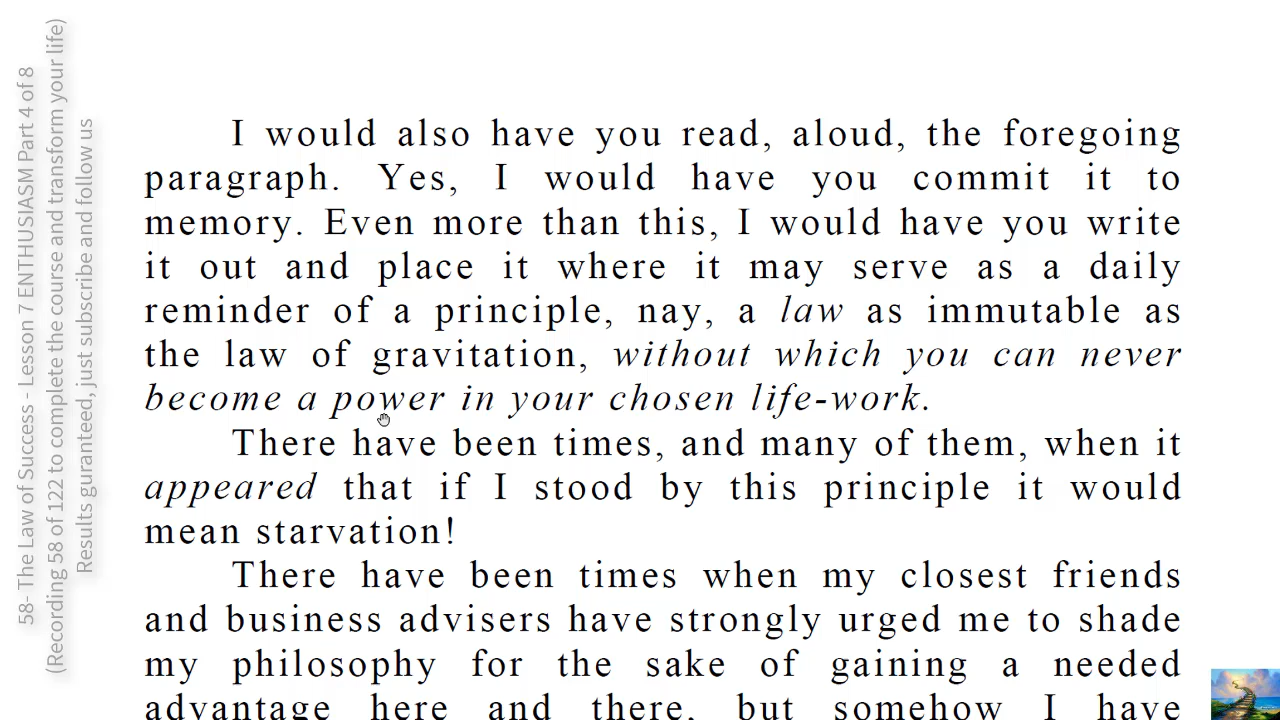 58- The Law of Success - Lesson 7 ENTHUSIASM Part 4 of 8
(Recording 58 of 122 to complete the course and transform your life)
Results guranteed, just subscribe and follow us
I would also have you read, aloud, the foregoing
paragraph. Yes, I would have you commit it to
memory. Even more than this, I would have you write
it out and place it where it may serve as a daily
reminder of a principle, nay, a law as immutable as
the law of gravitation, without which you can never
become a power in your chosen life-work.
There have been times, and many of them, when it
appeared that if I stood by this principle it would
mean starvation!
There have been times when my closest friends
and business advisers have strongly urged me to shade
my philosophy for the sake of gaining a needed
advantage here and there, but somehow I have